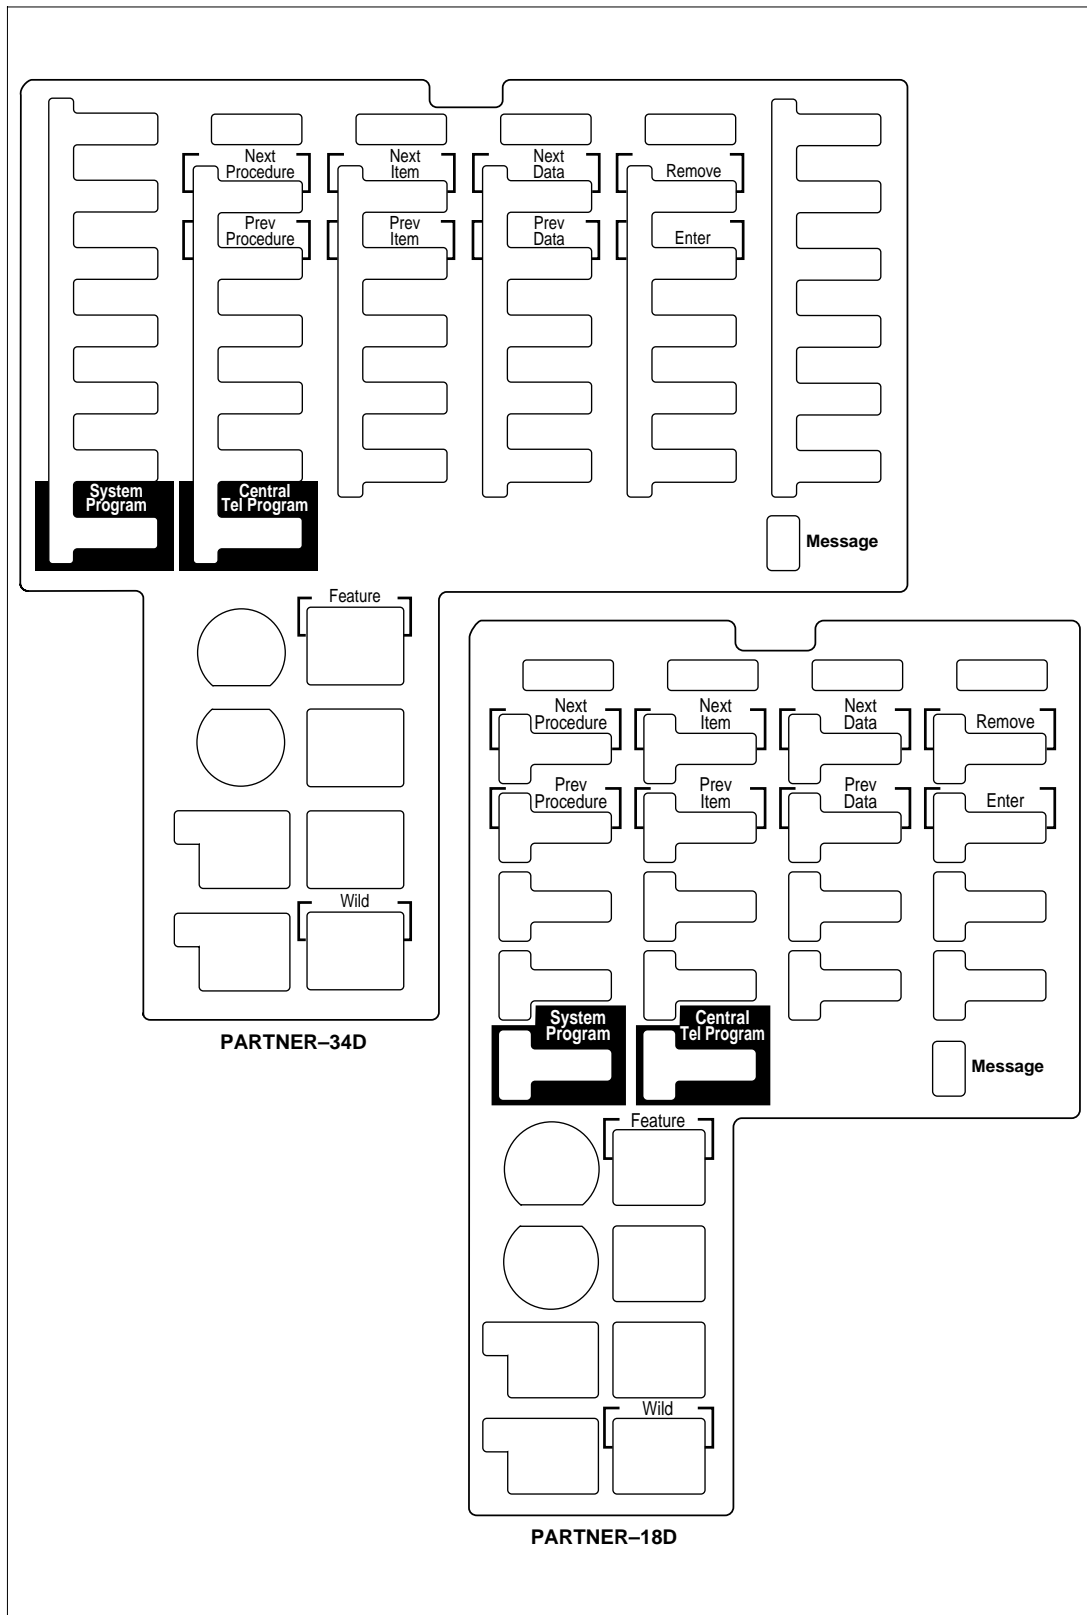 Next
Procedure
Next
Item
Next
Data
Remove
Prev
Procedure
Prev
Item
Prev
Data
Enter
System
Program
Central
Tel Program
Message
Feature
Wild
PARTNER–34D
Next
Procedure
Next
Item
Next
Data
Remove
Prev
Procedure
Prev
Item
Prev
Data
Enter
System
Program
Central
Tel Program
Message
Feature
Wild
PARTNER–18D